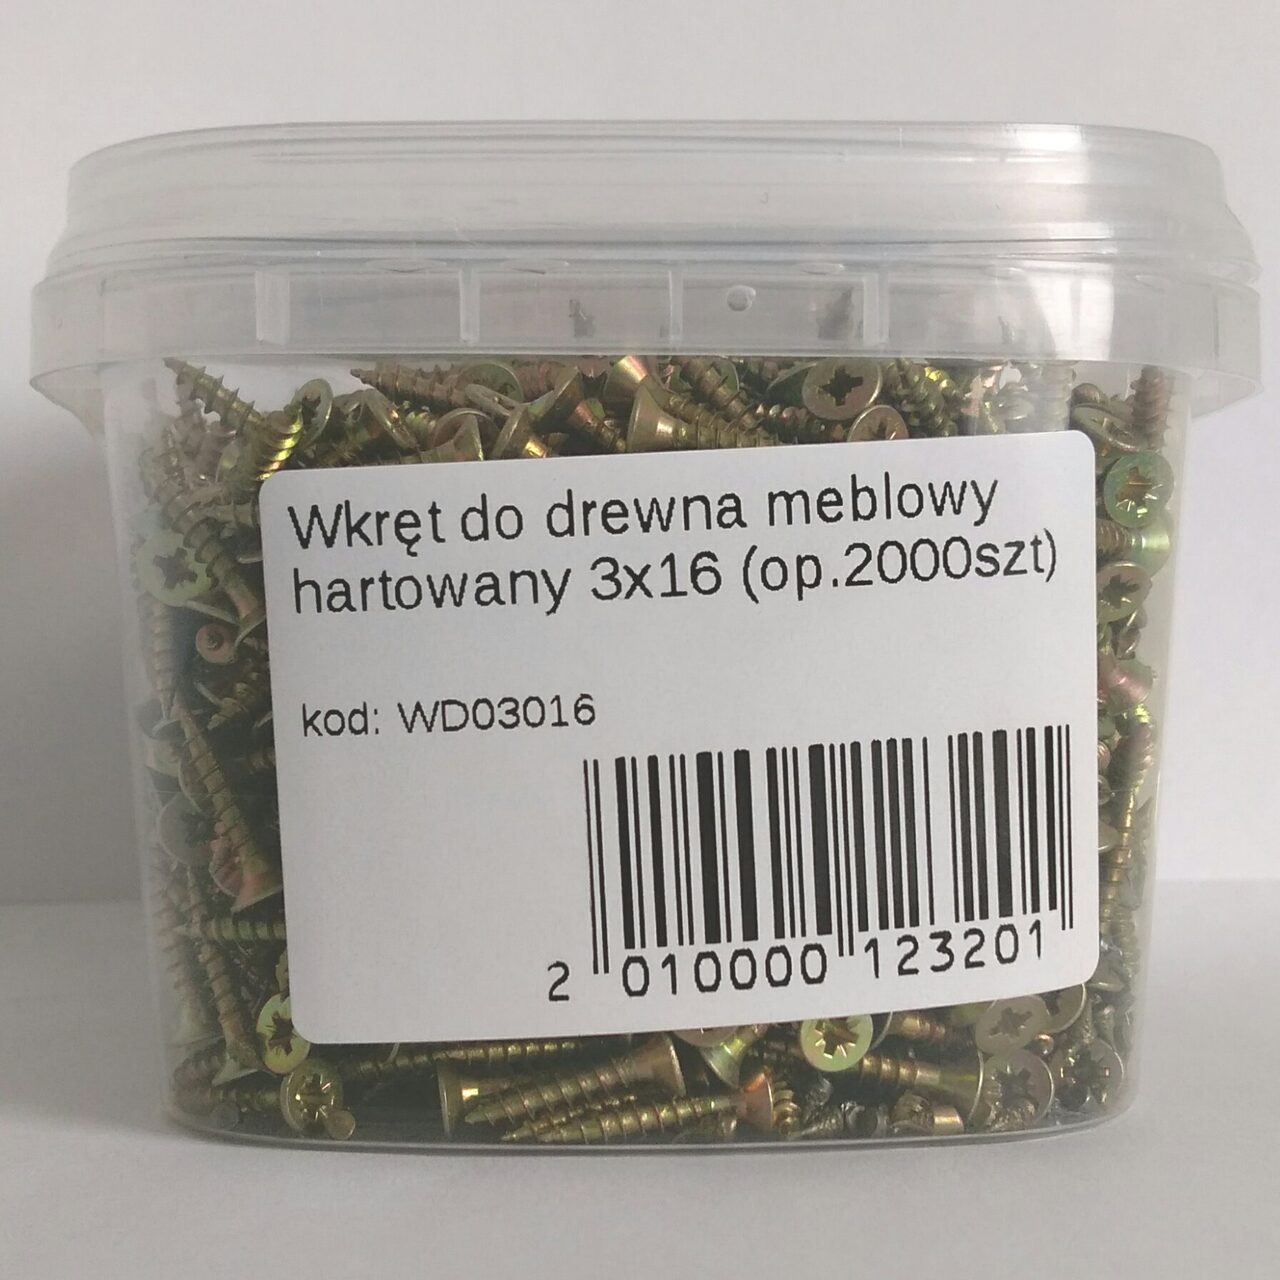 Wkręt do drewna meblowy
hartowany 3x16 (op.2000szt)
kod: WD03016
2 010000 123201